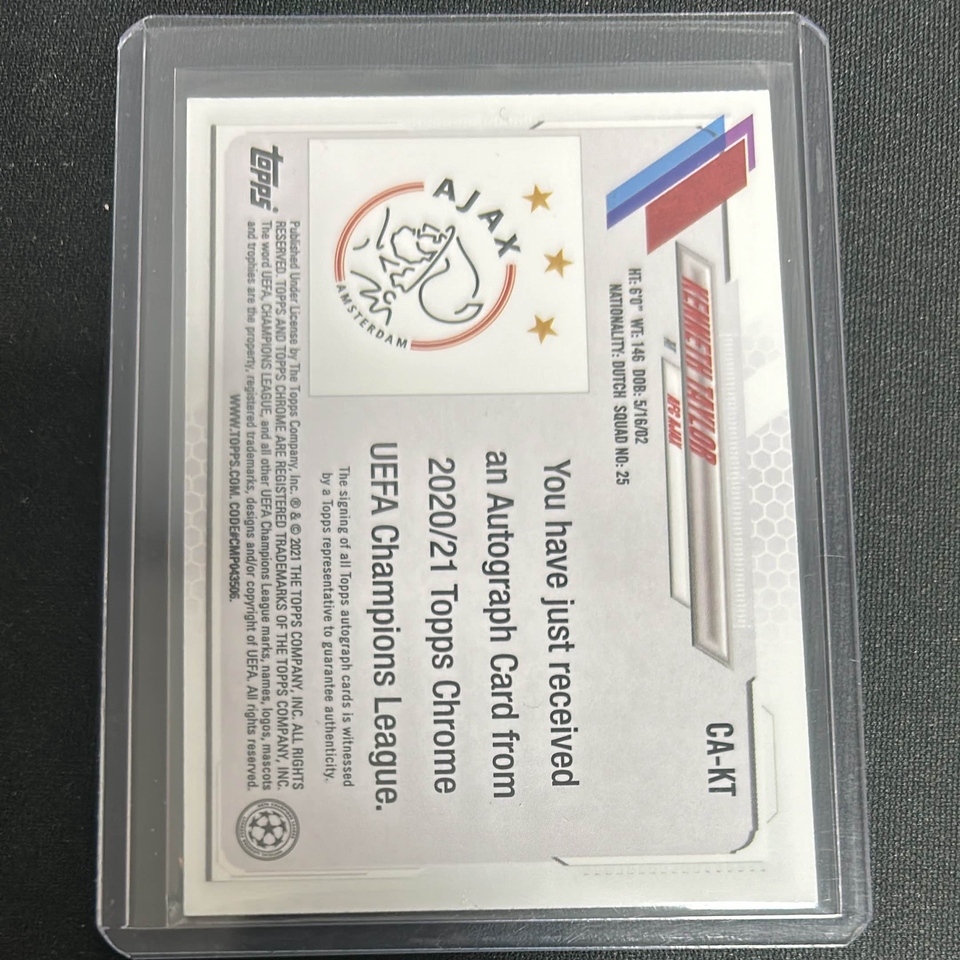 CA-KT
KENNETH TAYLOR
AFC AJAX
HT: 6'0" WT: 146 DOB: 5/16/02
NATIONALITY: DUTCH SQUAD NO: 25
AJAX
AMSTERDAM
You have just received
an Autograph Card from
2020/21 Topps Chrome
UEFA Champions League.
The signing of all Topps autograph cards is witnessed
by a Topps representative to guarantee authenticity.
topps
Published Under License by The Topps Company, Inc. ® & © 2021 THE TOPPS COMPANY, INC. ALL RIGHTS
RESERVED. TOPPS AND TOPPS CHROME ARE REGISTERED TRADEMARKS OF THE TOPPS COMPANY, INC.
The word UEFA, CHAMPIONS LEAGUE, and all other UEFA Champions League marks, names, logos, mascots
and trophies are the property, registered trademarks, designs and/or copyright of UEFA. All rights reserved.
WWW.TOPPS.COM. CODE#CMP043506.